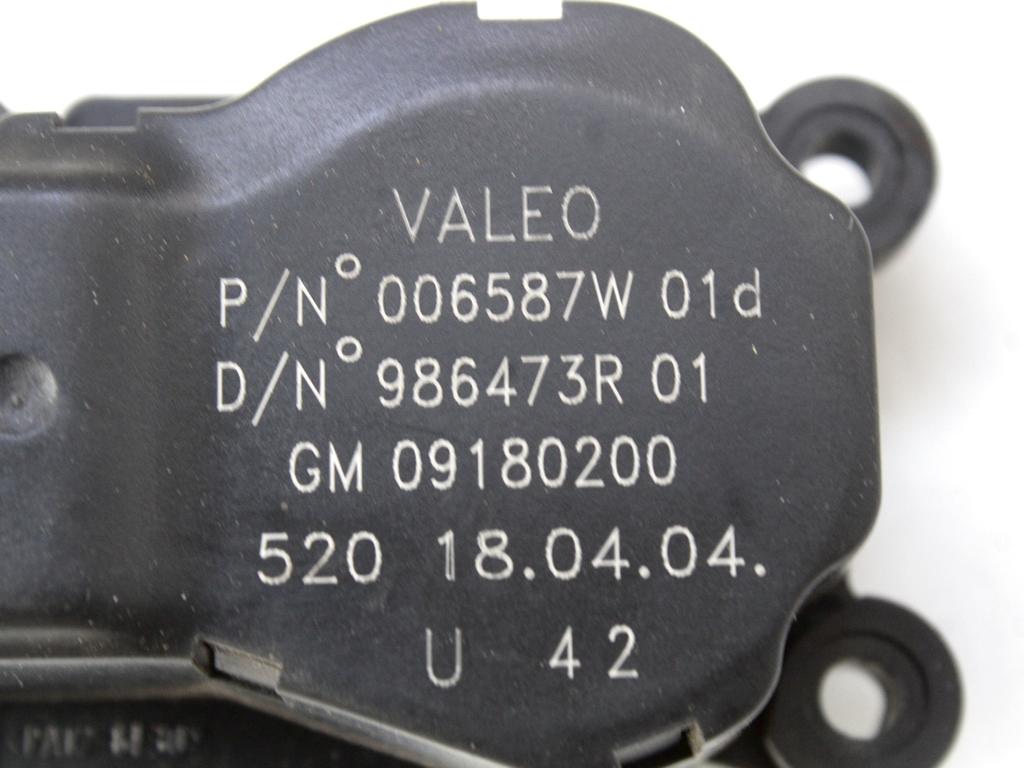 VALEO
P/N° 006587W 01d
D/N° 986473R 01
GM 09180200
520 18.04.04.
U 42